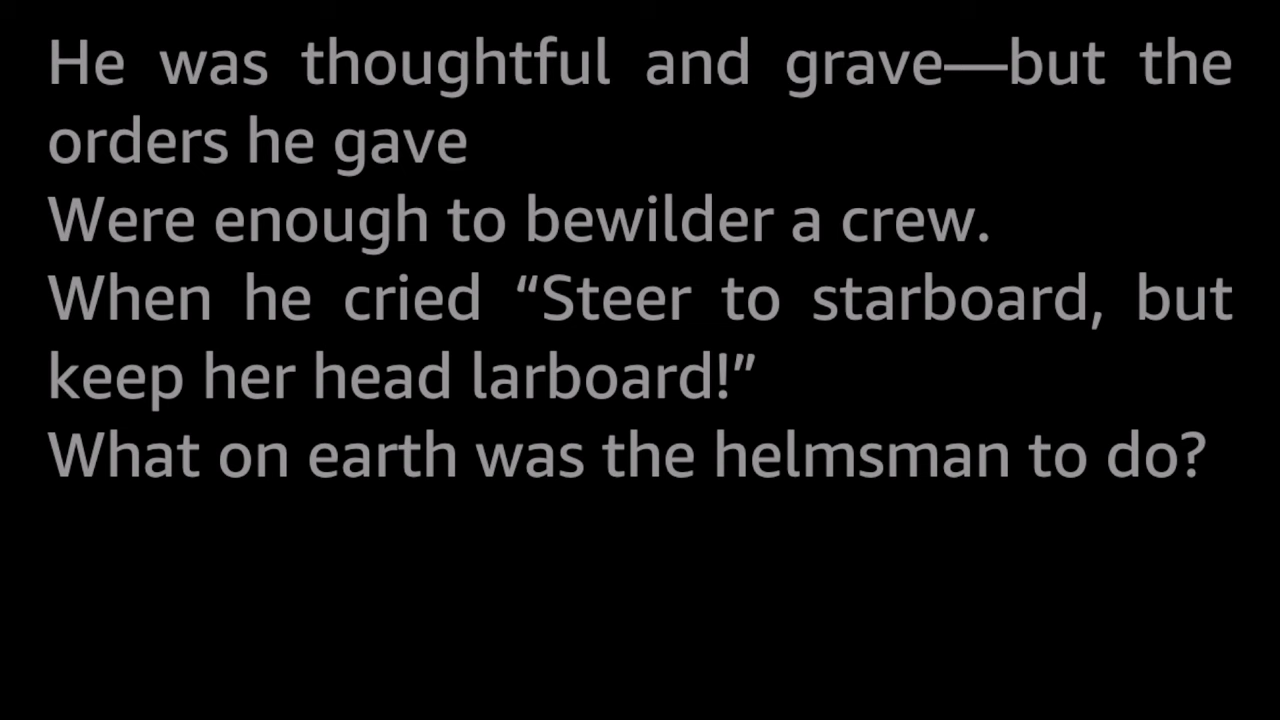 He was thoughtful and grave—but the
orders he gave
Were enough to bewilder a crew.
When he cried “Steer to starboard, but
keep her head larboard!”
What on earth was the helmsman to do?